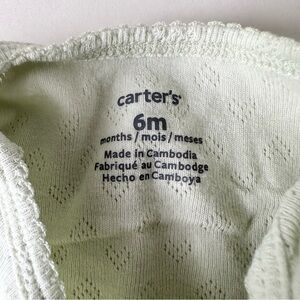 carter's
6m
months / mois / meses
Made in Cambodia
Fabriqué au Cambodge
Hecho en Camboya